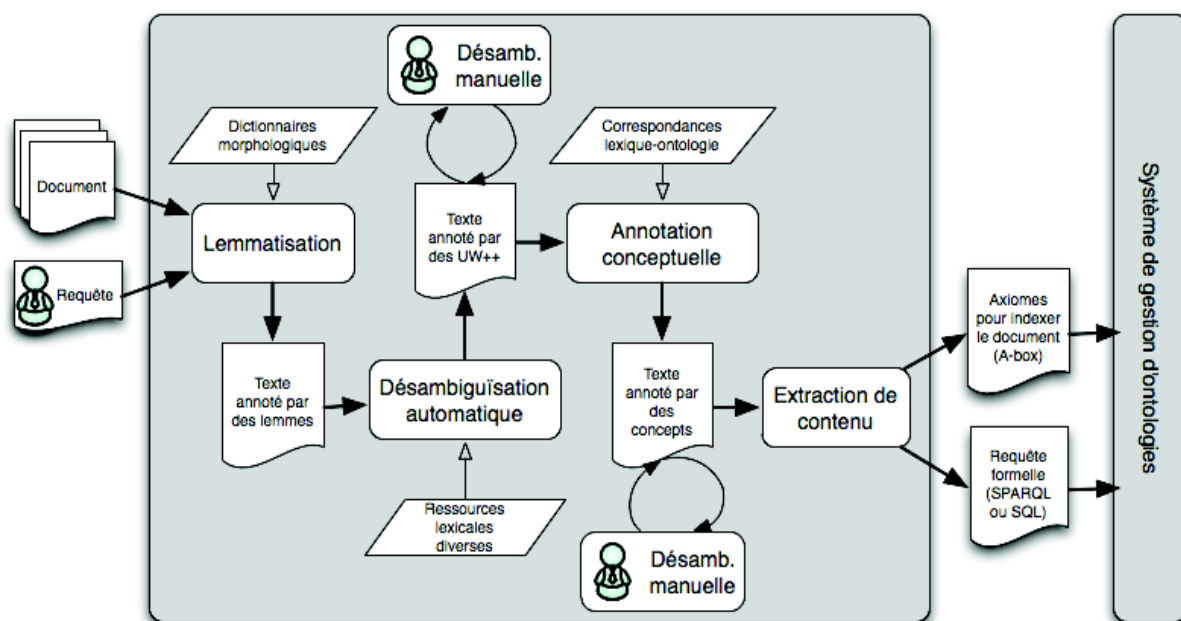 Document
Requête
Dictionnaires
morphologiques
Lemmatisation
Texte
annoté par
des lemmes
Désambiguïsation
automatique
Ressources
lexicales
diverses
Texte
annoté par
des UW++
Désamb.
manuelle
Correspondances
lexique-ontologie
Annotation
conceptuelle
Texte
annoté par
des
concepts
Désamb.
manuelle
Extraction de
contenu
Axiomes
pour indexer
le document
(A-box)
Requête
formelle
(SPARQL
ou SQL)
Système de gestion d'ontologies